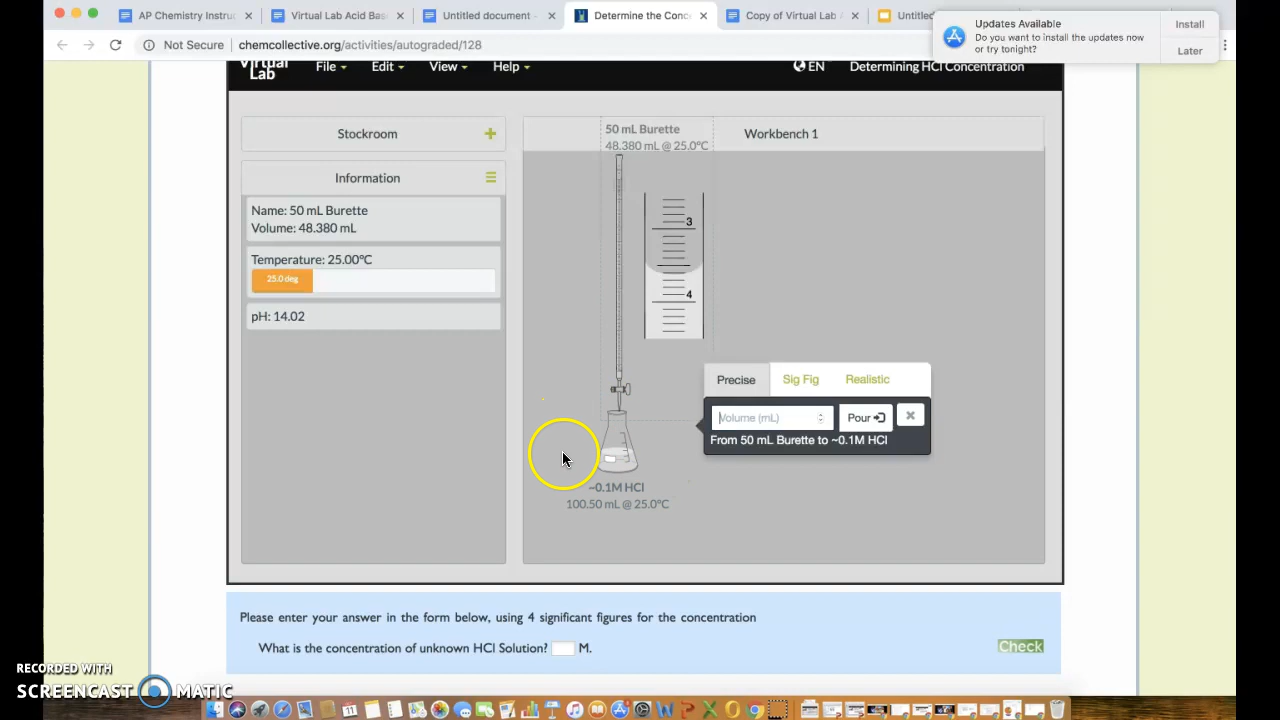 AP Chemistry Instru
Virtual Lab Acid Bas
Untitled document -
Determine the Conc
Copy of Virtual Lab
Untitled
Updates Available
Do you want to install the updates now
or try tonight?
Install
Later
Not Secure
chemcollective.org/activities/autograded/128
Virtual
Lab
File
Edit
View
Help
EN
Determining HCl Concentration
Stockroom
Information
Name: 50 mL Burette
Volume: 48.380 mL
Temperature: 25.00°C
25.0 deg
pH: 14.02
50 mL Burette
48.380 mL @ 25.0°C
Workbench 1
3
4
Precise
Sig Fig
Realistic
Volume (mL)
Pour
From 50 mL Burette to ~0.1M HCl
~0.1M HCl
100.50 mL @ 25.0°C
Please enter your answer in the form below, using 4 significant figures for the concentration
What is the concentration of unknown HCl Solution?
M.
Check
RECORDED WITH
SCREENCAST MATIC